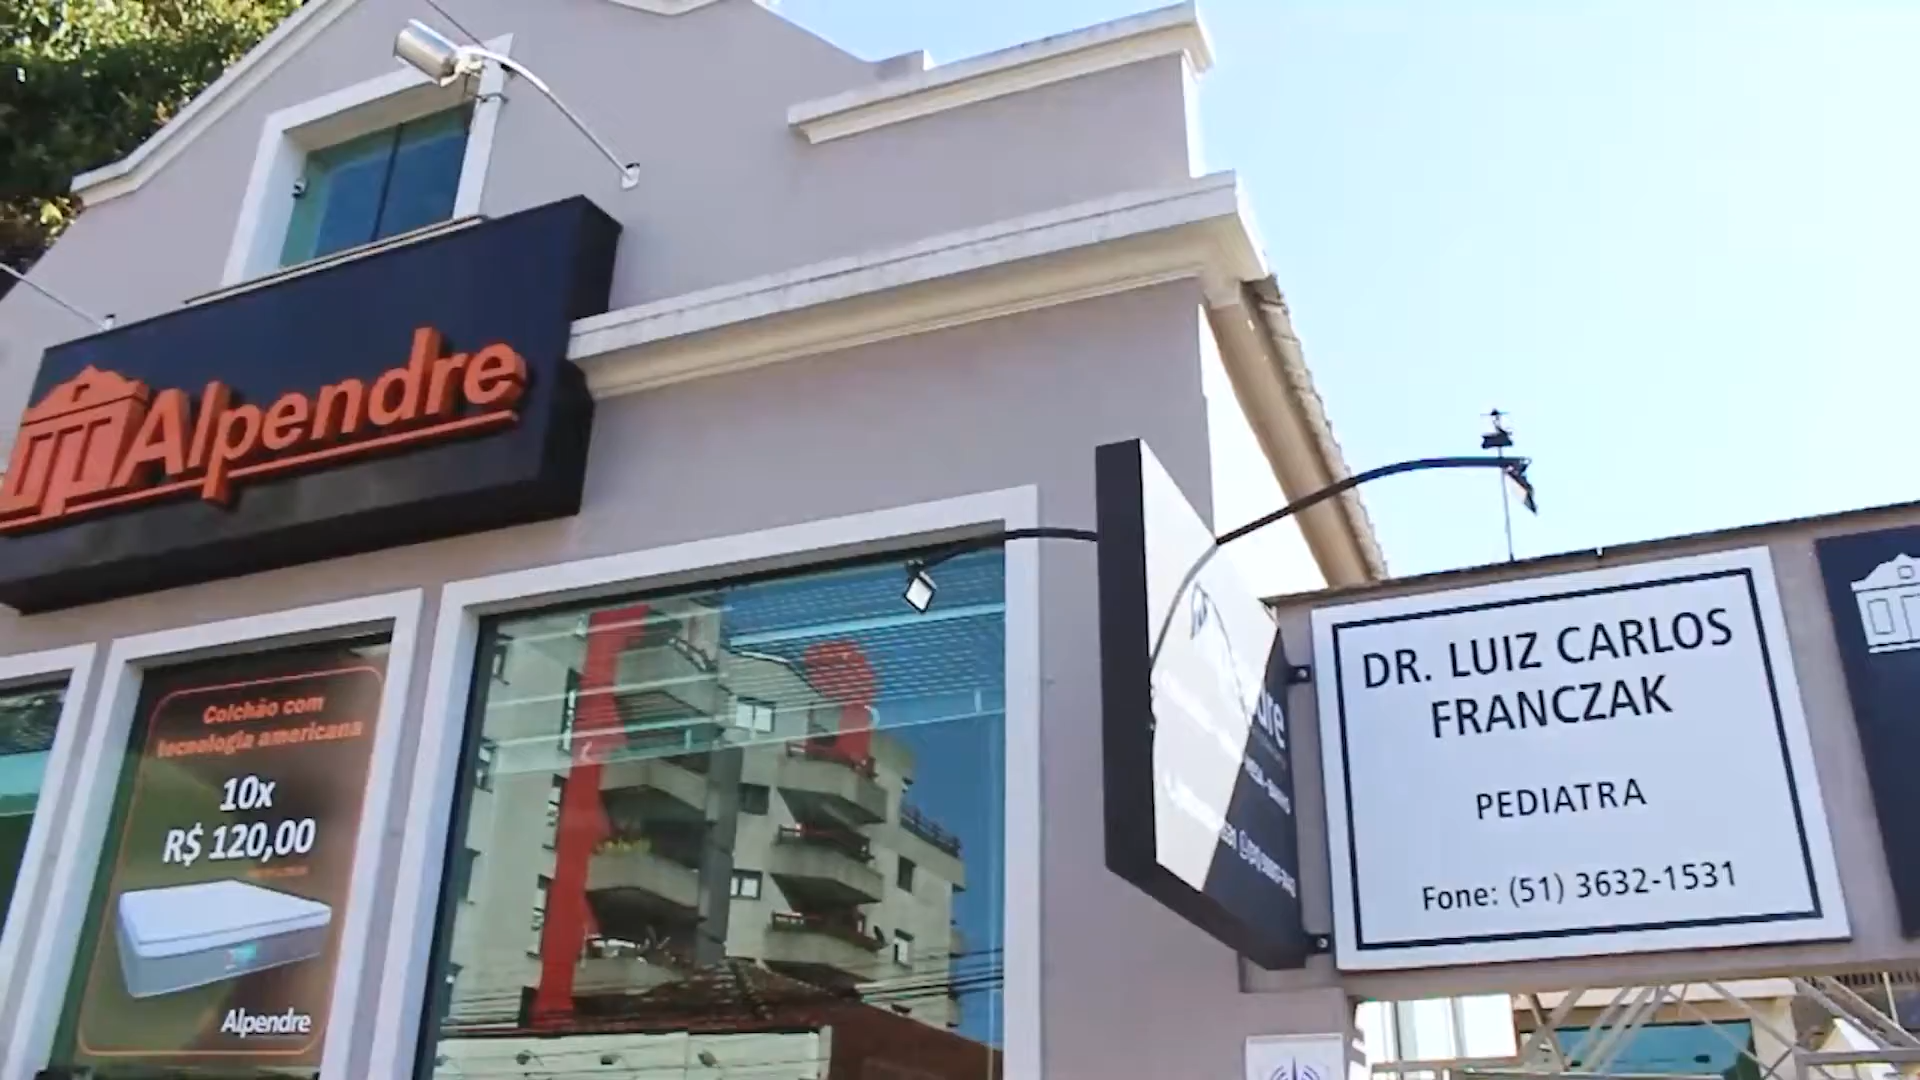 Alpendre
Colchão com
tecnologia americana
10x
R$ 120,00
Alpendre
DR. LUIZ CARLOS
FRANCZAK
PEDIATRA
Fone: (51) 3632-1531